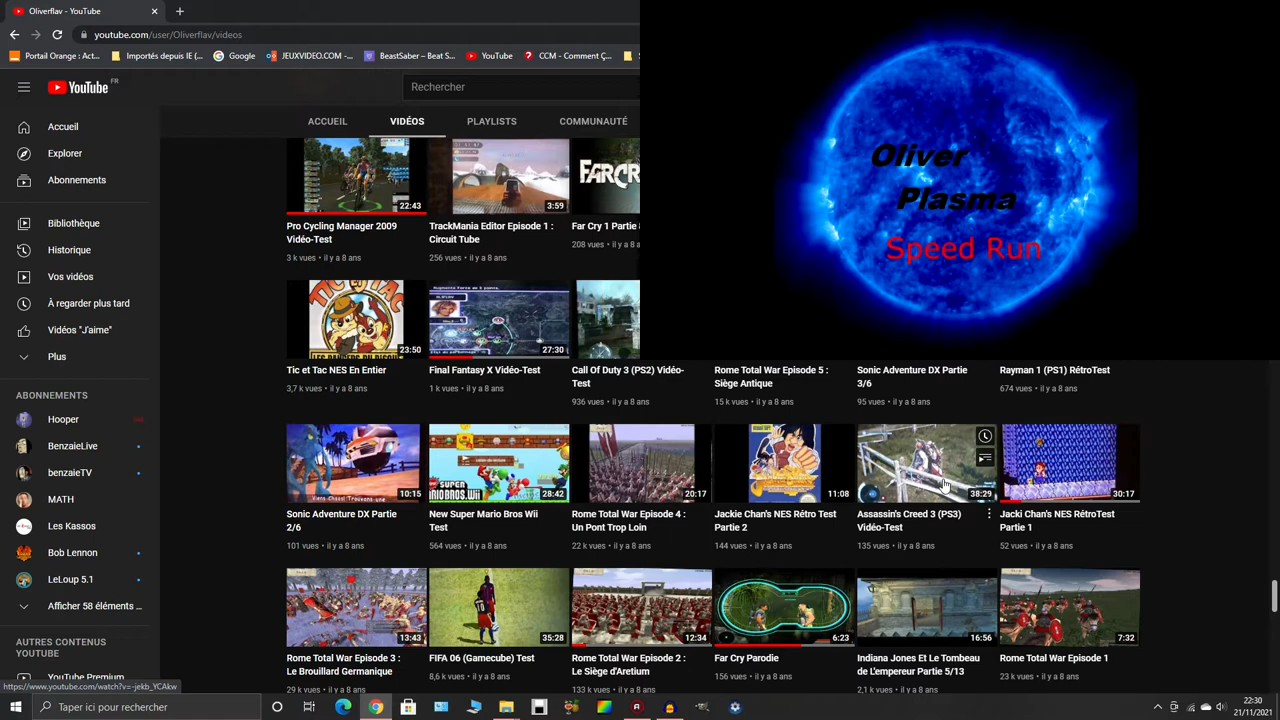 Oliverflav
youtube.com/user/Oliverflav/videos
Portail Orange : Act...
Importés depuis IE (...
Google
JEUXVIDEO.COM –...
BeastSaber – Beat S...
YouTube
CCM - Comment Ç...
YouTube FR
Rechercher
Accueil
Explorer
Abonnements
Bibliothèque
Historique
Vos vidéos
À regarder plus tard
Vidéos "J'aime"
Plus
ABONNEMENTS
Hooper
BenzaieLive
benzaieTV
MATH
Les Kassos
Bob Lennon
LeLoup 5.1
Afficher 35 éléments ...
AUTRES CONTENUS
YOUTUBE
YouTube Premium
ACCUEIL
VIDÉOS
PLAYLISTS
COMMUNAUTÉ
Oliver
Plasma
Speed Run
22:43
Pro Cycling Manager 2009
Vidéo-Test
3 k vues • il y a 8 ans
3:59
TrackMania Editor Episode 1 :
Circuit Tube
256 vues • il y a 8 ans
FARCRY
Far Cry 1 Partie
208 vues • il y a 8
TIC ET TAC
LES RANGERS DU RISQUE
23:50
Tic et Tac NES En Entier
3,7 k vues • il y a 8 ans
27:30
Final Fantasy X Vidéo-Test
1 k vues • il y a 8 ans
Call Of Duty 3 (PS2) Vidéo-
Test
936 vues • il y a 8 ans
Rome Total War Episode 5 :
Siège Antique
15 k vues • il y a 8 ans
Sonic Adventure DX Partie
3/6
95 vues • il y a 8 ans
Rayman 1 (PS1) RétroTest
674 vues • il y a 8 ans
10:15
Sonic Adventure DX Partie
2/6
101 vues • il y a 8 ans
28:42
New Super Mario Bros Wii
Test
564 vues • il y a 8 ans
20:17
Rome Total War Episode 4 :
Un Pont Trop Loin
22 k vues • il y a 8 ans
11:08
Jackie Chan's NES Rétro Test
Partie 2
144 vues • il y a 8 ans
38:29
Assassin's Creed 3 (PS3)
Vidéo-Test
135 vues • il y a 8 ans
30:17
Jacki Chan's NES RétroTest
Partie 1
52 vues • il y a 8 ans
13:43
Rome Total War Episode 3 :
Le Brouillard Germanique
29 k vues • il y a 8 ans
35:28
FIFA 06 (Gamecube) Test
8,6 k vues • il y a 8 ans
12:34
Rome Total War Episode 2 :
Le Siège d'Aretium
133 k vues • il y a 8 ans
6:23
Far Cry Parodie
156 vues • il y a 8 ans
16:56
Indiana Jones Et Le Tombeau
de L'empereur Partie 5/13
2,1 k vues • il y a 8 ans
7:32
Rome Total War Episode 1
23 k vues • il y a 8 ans
https://www.youtube.com/watch?v=-jekb_YCAkw
Taper ici pour rechercher
22:30
21/11/2021